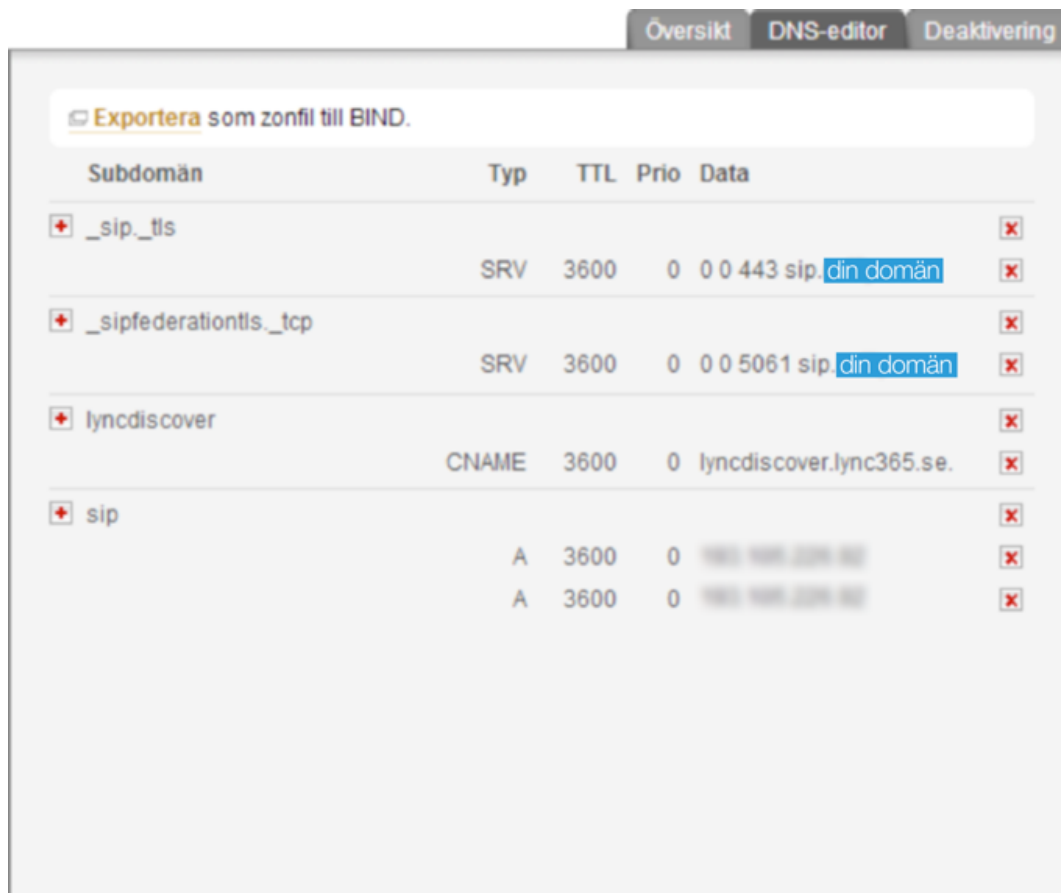 Översikt DNS-editor Deaktivering
Exportera som zonfil till BIND.
Subdomän Typ TTL Prio Data
_sip._tls
SRV 3600 0 0 0 443 sip.din domän
_sipfederationtls._tcp
SRV 3600 0 0 0 5061 sip.din domän
lyncdiscover
CNAME 3600 0 lyncdiscover.lync365.se.
sip
A 3600 0
A 3600 0